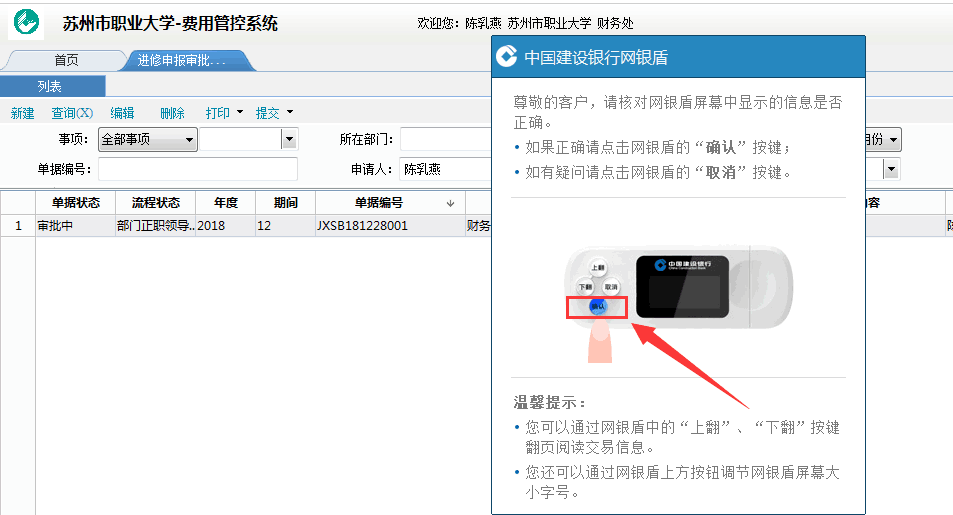 苏州市职业大学-费用管控系统
欢迎您：陈乳燕 苏州市职业大学 财务处
首页
进修申报审批...
列表
新建 查询(X) 编辑 删除 打印 提交
事项： 全部事项 所在部门： 月份
单据编号： 申请人： 陈乳燕
单据状态 流程状态 年度 期间 单据编号 容
1 审批中 部门正职领导.. 2018 12 JXSB181228001 财务
中国建设银行网银盾
尊敬的客户，请核对网银盾屏幕中显示的信息是否
正确。
• 如果正确请点击网银盾的“确认”按键；
• 如有疑问请点击网银盾的“取消”按键。
上翻
下翻 取消
确认
中国建设银行
China Construction Bank
温馨提示：
• 您可以通过网银盾中的“上翻”、“下翻”按键
翻页阅读交易信息。
• 您还可以通过网银盾上方按钮调节网银盾屏幕大
小字号。